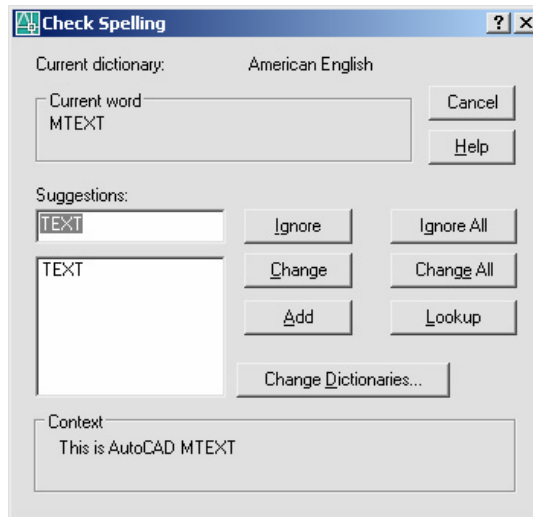 Check Spelling
Current dictionary: American English
Current word
MTEXT
Cancel
Help
Suggestions:
TEXT
Ignore
Ignore All
TEXT
Change
Change All
Add
Lookup
Change Dictionaries...
Context
This is AutoCAD MTEXT